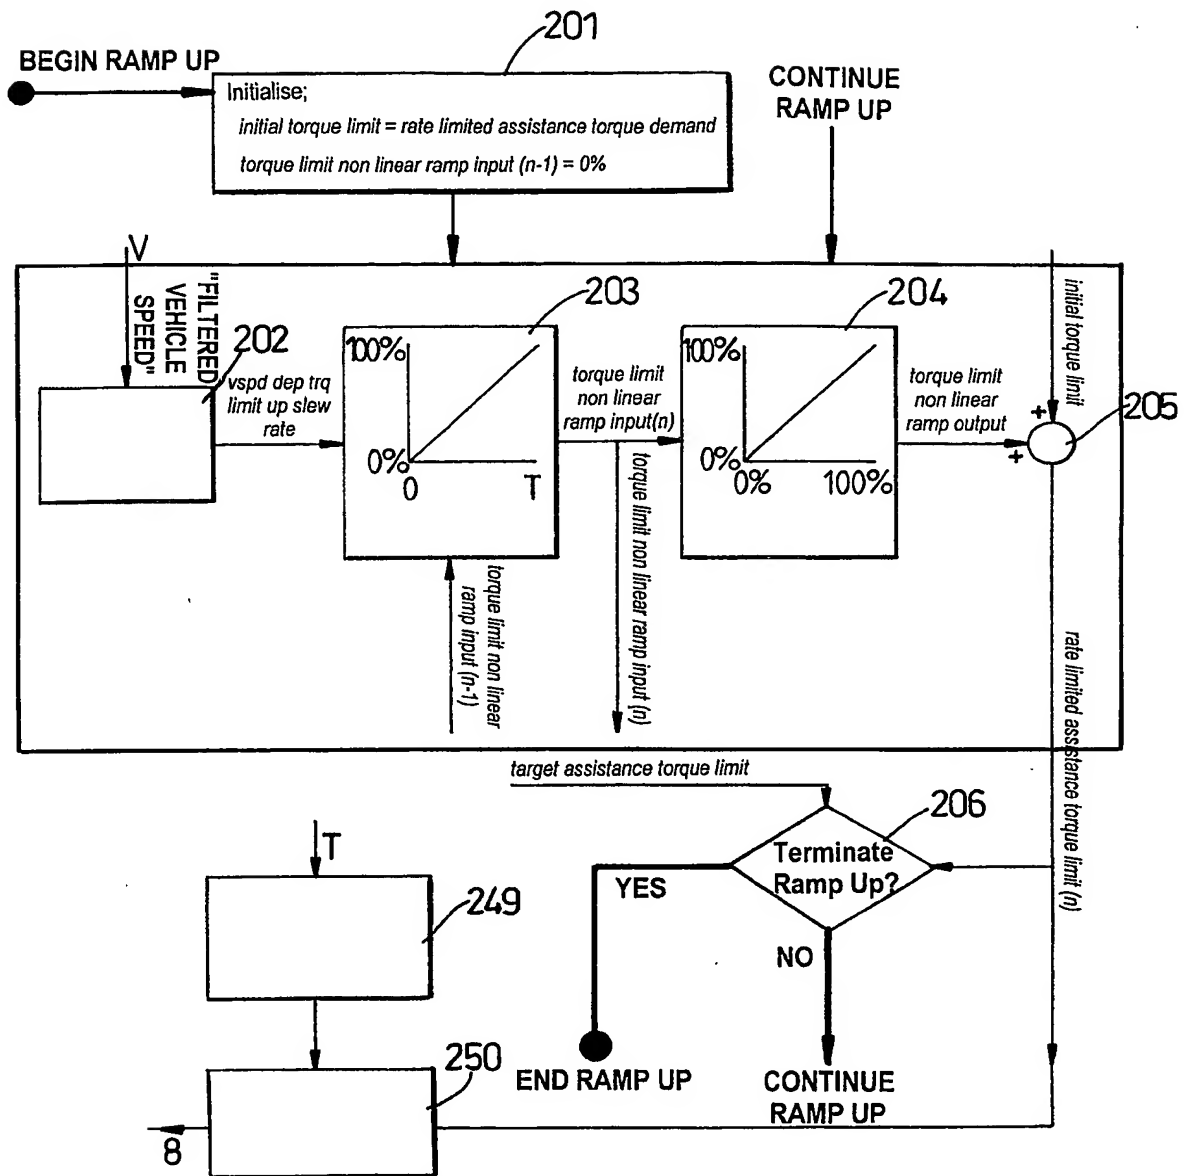 201
BEGIN RAMP UP
Initialise;
initial torque limit = rate limited assistance torque demand
torque limit non linear ramp input (n-1) = 0%
CONTINUE
RAMP UP
V
"FILTERED
VEHICLE
SPEED"
202
vspd dep trq
limit up slew
rate
203
100%
0%
0
T
torque limit non linear
ramp input (n-1)
torque limit
non linear
ramp input(n)
torque limit non linear ramp input (n)
204
100%
0%
0%
100%
torque limit
non linear
ramp output
initial torque limit
+
+
205
rate limited assistance torque limit (n)
target assistance torque limit
206
Terminate
Ramp Up?
YES
NO
END RAMP UP
CONTINUE
RAMP UP
T
249
250
8